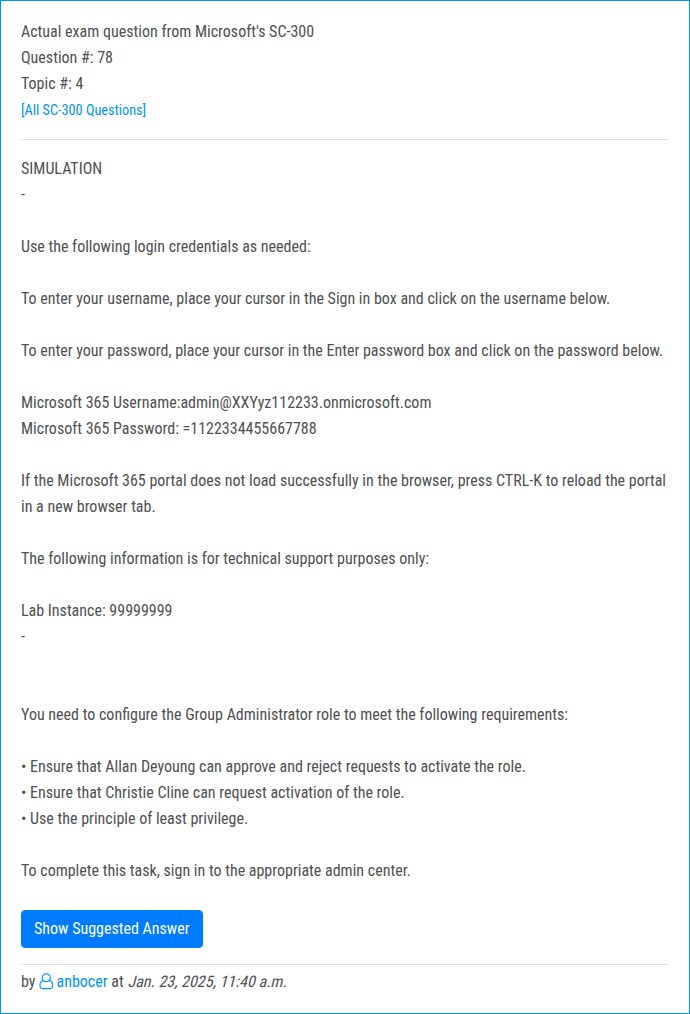 Actual exam question from Microsoft's SC-300
Question #: 78
Topic #: 4
[All SC-300 Questions]
SIMULATION
-
Use the following login credentials as needed:
To enter your username, place your cursor in the Sign in box and click on the username below.
To enter your password, place your cursor in the Enter password box and click on the password below.
Microsoft 365 Username:admin@XXYyz112233.onmicrosoft.com
Microsoft 365 Password: =1122334455667788
If the Microsoft 365 portal does not load successfully in the browser, press CTRL-K to reload the portal
in a new browser tab.
The following information is for technical support purposes only:
Lab Instance: 99999999
-
You need to configure the Group Administrator role to meet the following requirements:
• Ensure that Allan Deyoung can approve and reject requests to activate the role.
• Ensure that Christie Cline can request activation of the role.
• Use the principle of least privilege.
To complete this task, sign in to the appropriate admin center.
Show Suggested Answer
by anbocer at Jan. 23, 2025, 11:40 a.m.